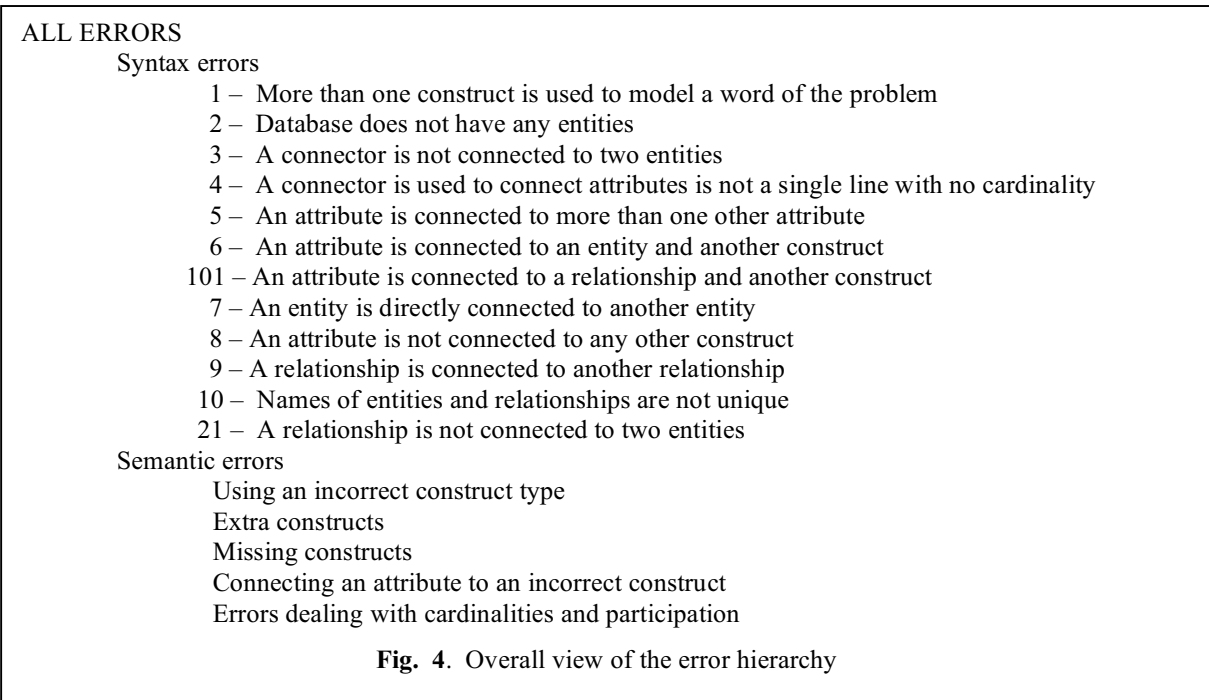 ALL ERRORS
Syntax errors
1 – More than one construct is used to model a word of the problem
2 – Database does not have any entities
3 – A connector is not connected to two entities
4 – A connector is used to connect attributes is not a single line with no cardinality
5 – An attribute is connected to more than one other attribute
6 – An attribute is connected to an entity and another construct
101 – An attribute is connected to a relationship and another construct
7 – An entity is directly connected to another entity
8 – An attribute is not connected to any other construct
9 – A relationship is connected to another relationship
10 – Names of entities and relationships are not unique
21 – A relationship is not connected to two entities
Semantic errors
Using an incorrect construct type
Extra constructs
Missing constructs
Connecting an attribute to an incorrect construct
Errors dealing with cardinalities and participation
Fig. 4. Overall view of the error hierarchy